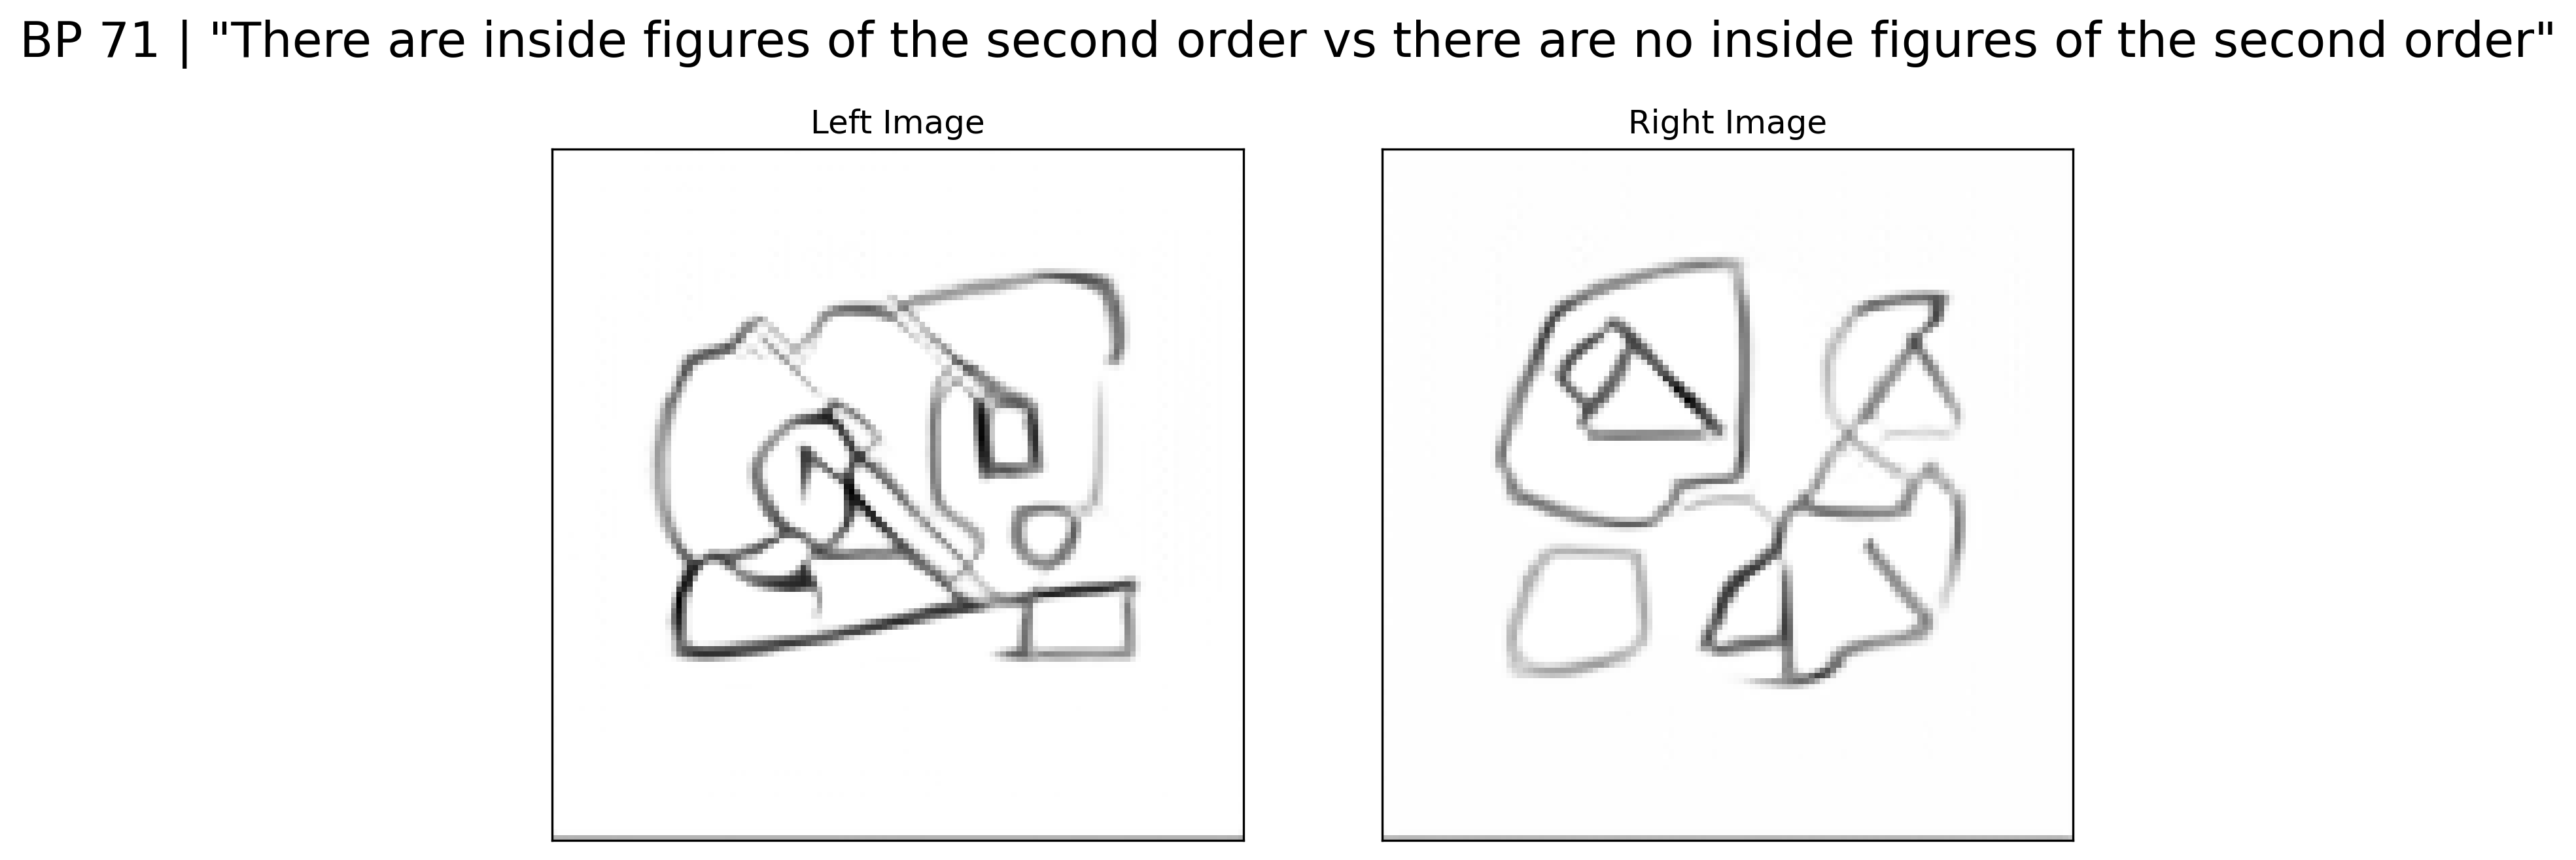 BP 71 | "There are inside figures of the second order vs there are no inside figures of the second order"
Left Image
Right Image